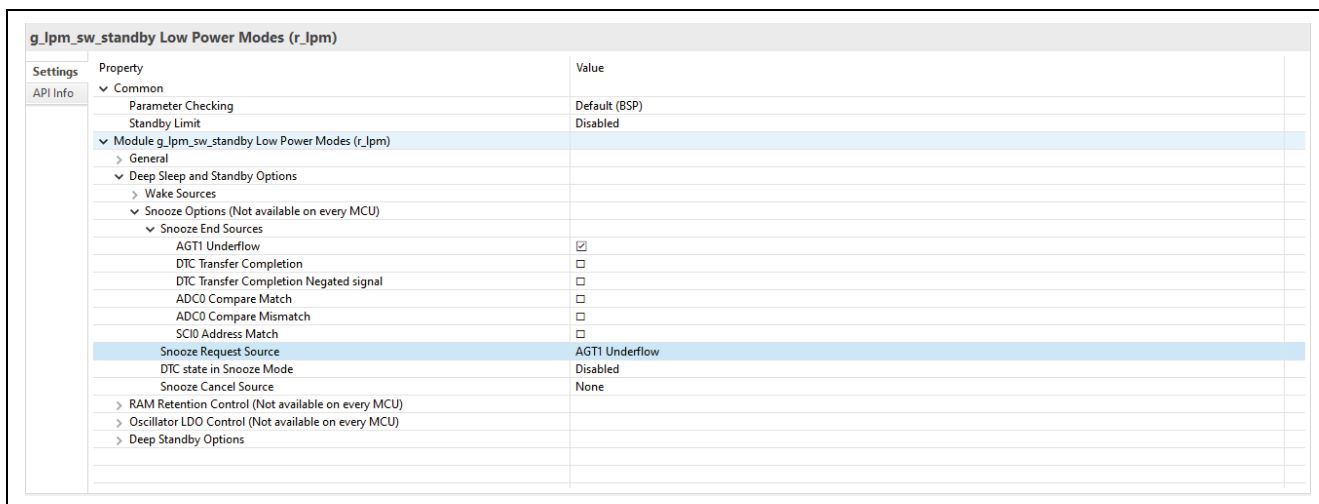 g_lpm_sw_standby Low Power Modes (r_lpm)
Settings
API Info
Property Value
Common
Parameter Checking Default (BSP)
Standby Limit Disabled
Module g_lpm_sw_standby Low Power Modes (r_lpm)
General
Deep Sleep and Standby Options
Wake Sources
Snooze Options (Not available on every MCU)
Snooze End Sources
AGT1 Underflow
DTC Transfer Completion
DTC Transfer Completion Negated signal
ADC0 Compare Match
ADC0 Compare Mismatch
SCI0 Address Match
Snooze Request Source AGT1 Underflow
DTC state in Snooze Mode Disabled
Snooze Cancel Source None
RAM Retention Control (Not available on every MCU)
Oscillator LDO Control (Not available on every MCU)
Deep Standby Options